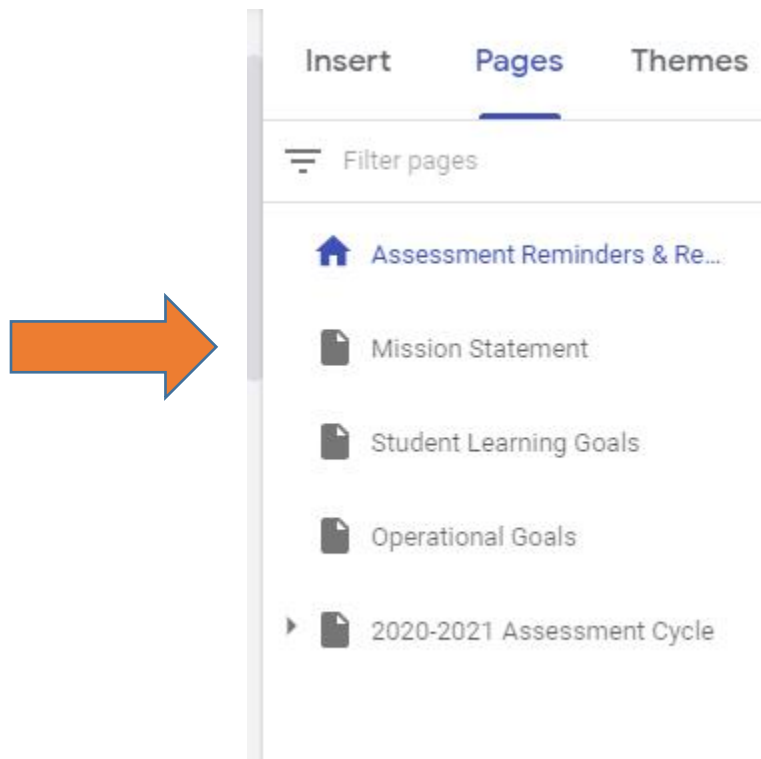 Insert Pages Themes
Filter pages
Assessment Reminders & Re...
Mission Statement
Student Learning Goals
Operational Goals
2020-2021 Assessment Cycle